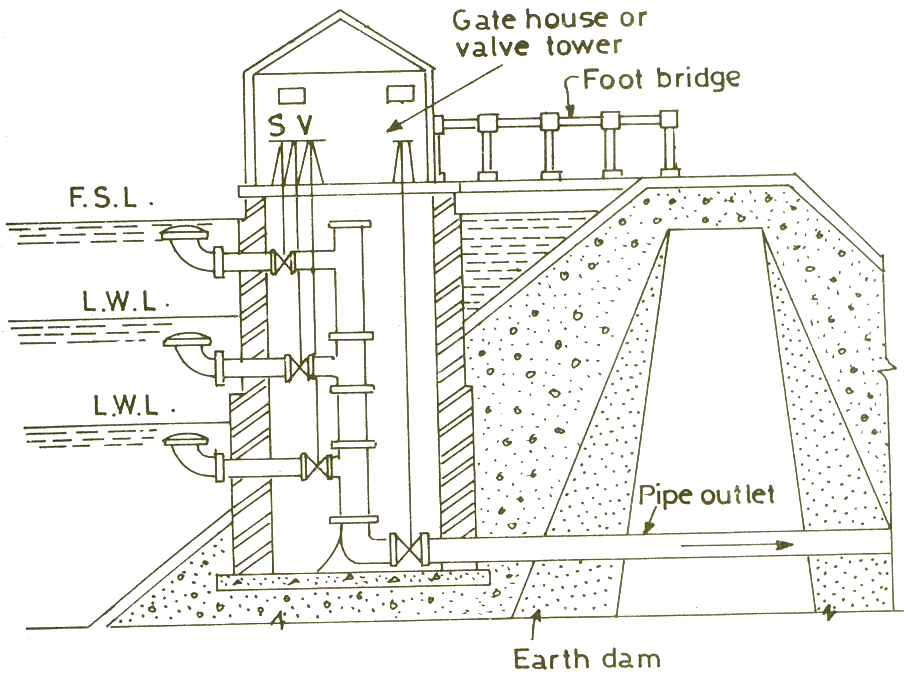 Gate house or
valve tower
Foot bridge
S V
F.S.L.
L.W.L.
L.W.L.
Pipe outlet
Earth dam